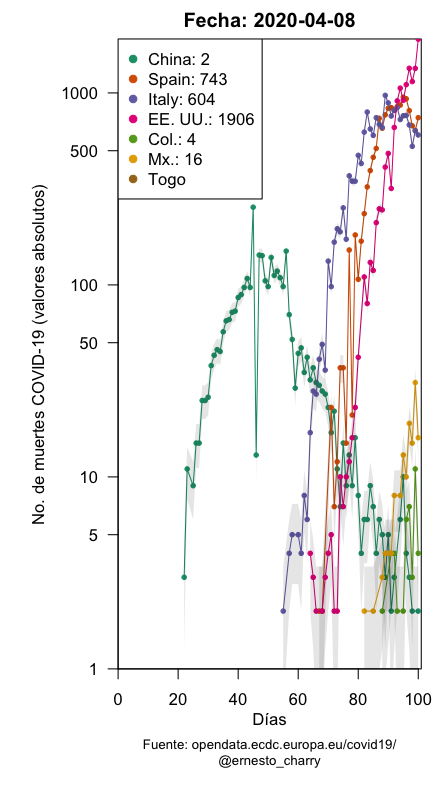 Fecha: 2020-04-08
China: 2
Spain: 743
Italy: 604
EE. UU.: 1906
Col.: 4
Mx.: 16
Togo
No. de muertes COVID-19 (valores absolutos)
1000
500
100
50
10
5
1
0 20 40 60 80 100
Días
Fuente: opendata.ecdc.europa.eu/covid19/
@ernesto_charry